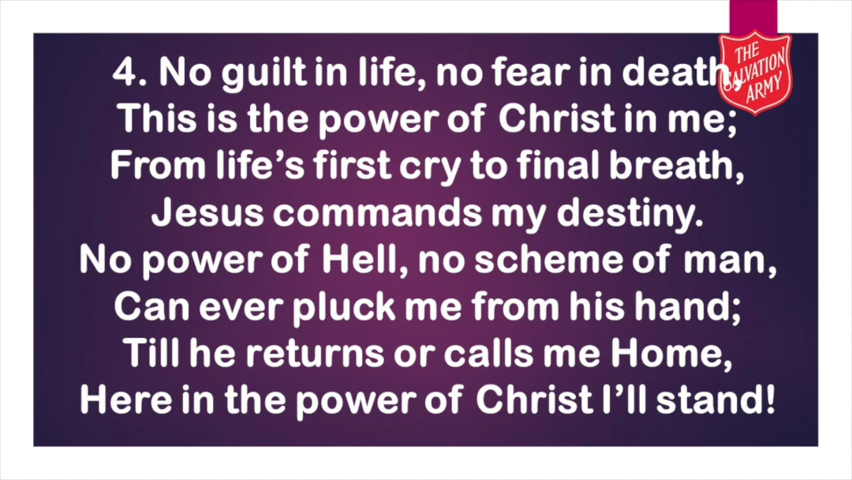 4. No guilt in life, no fear in death,
This is the power of Christ in me;
From life's first cry to final breath,
Jesus commands my destiny.
No power of Hell, no scheme of man,
Can ever pluck me from his hand;
Till he returns or calls me Home,
Here in the power of Christ I'll stand!
THE
SALVATION
ARMY